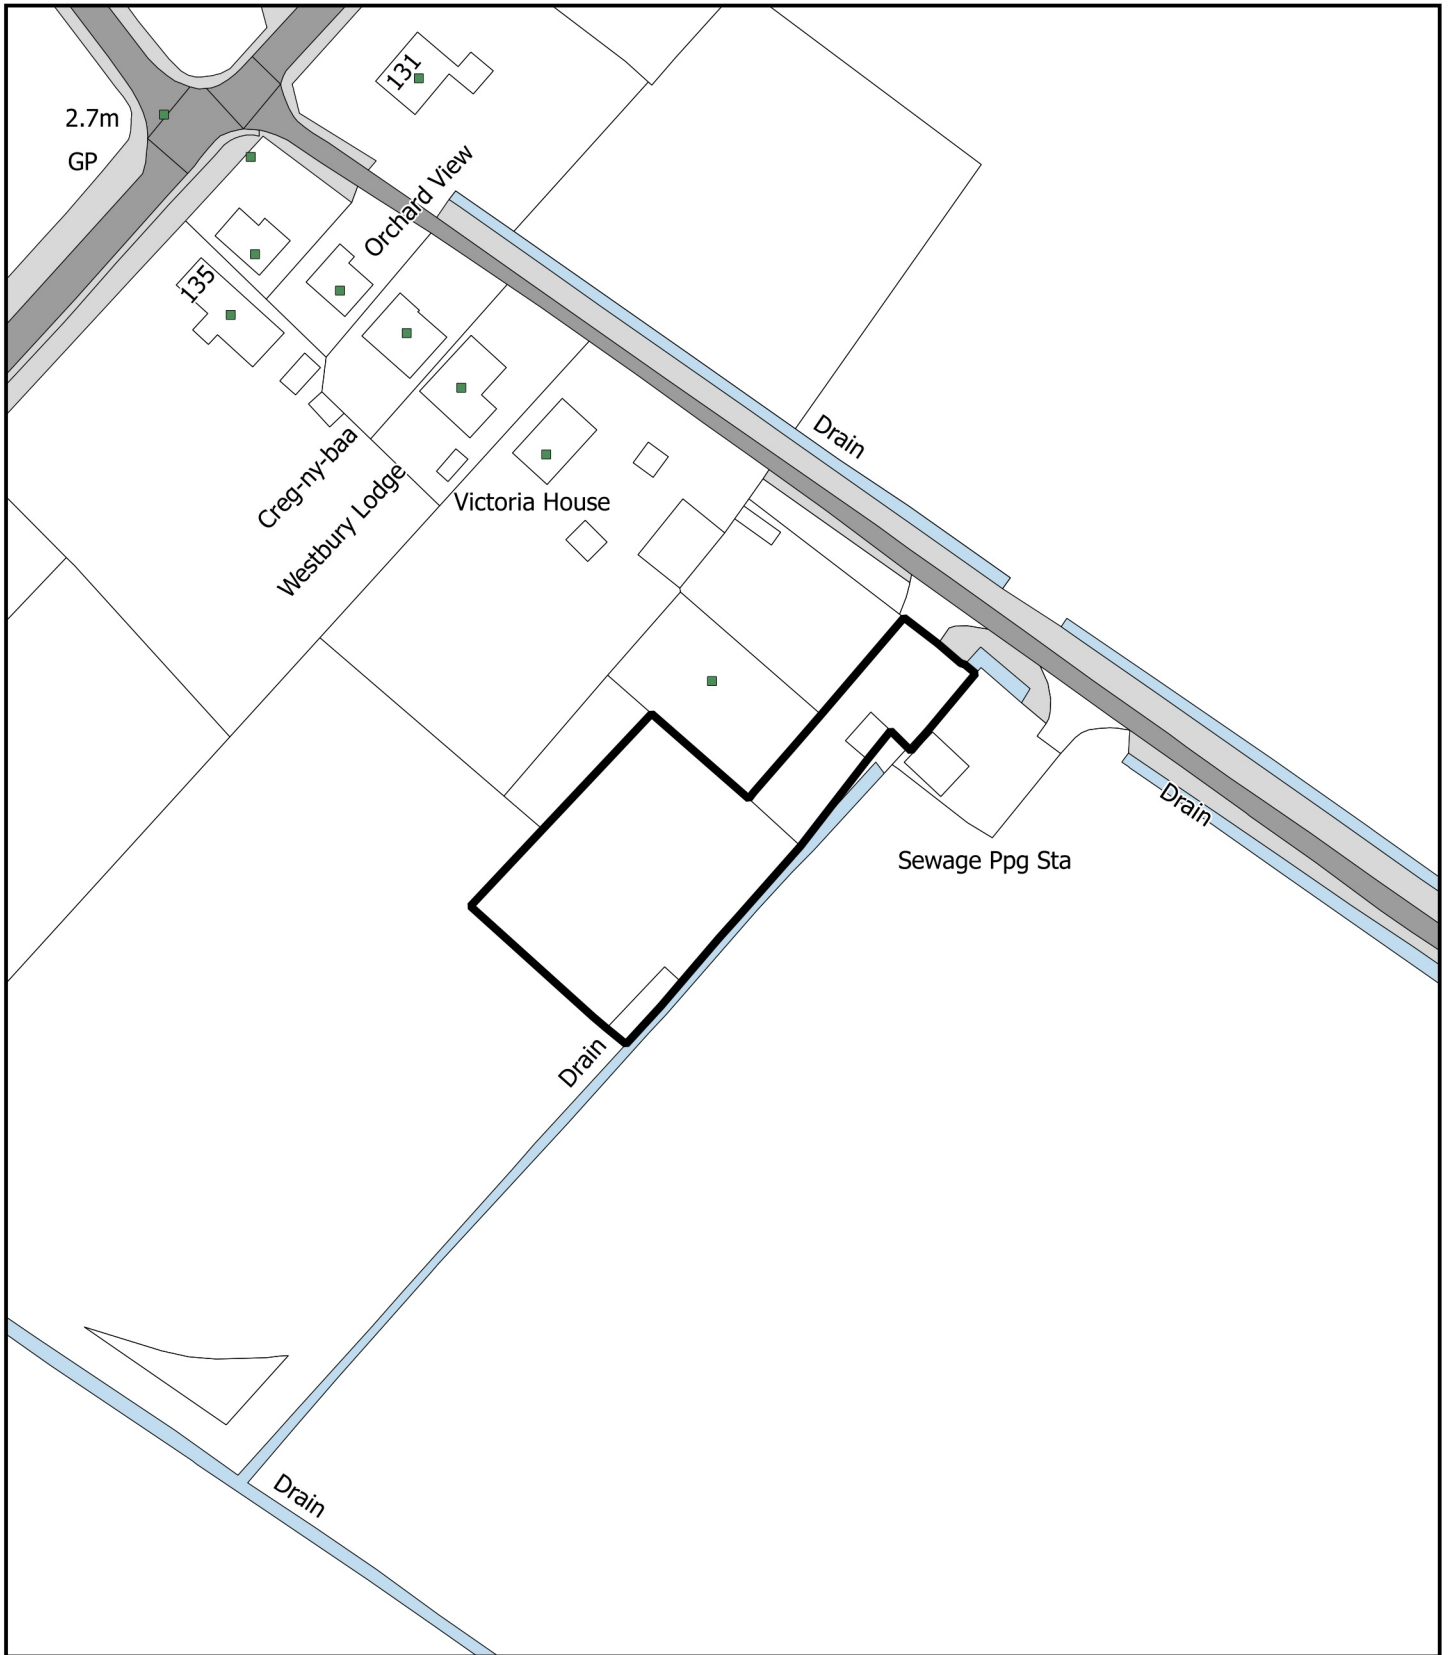 131
2.7m
GP
Orchard View
135
Drain
Creg-ny-baa
Westbury Lodge
Victoria House
Drain
Sewage Ppg Sta
Drain
Drain